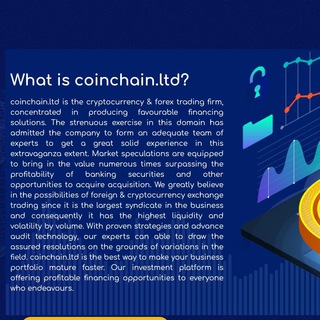 What is coinchain.ltd?
coinchain.ltd is the cryptocurrency & forex trading firm,
concentrated in producing favourable financing
solutions. The strenuous exercise in this domain has
admitted the company to form an adequate team of
experts to get a great solid experience in this
extravaganza extent. Market speculations are equipped
to bring in the value numerous times surpassing the
profitability of banking securities and other
opportunities to acquire acquisition. We greatly believe
in the possibilities of foreign & cryptocurrency exchange
trading since it is the largest syndicate in the business
and consequently it has the highest liquidity and
volatility by volume. With proven strategies and advance
audit technology, our experts can able to draw the
assured resolutions on the grounds of variations in the
field. coinchain.ltd is the best way to make your business
portfolio mature faster. Our investment platform is
offering profitable financing opportunities to everyone
who endeavours.